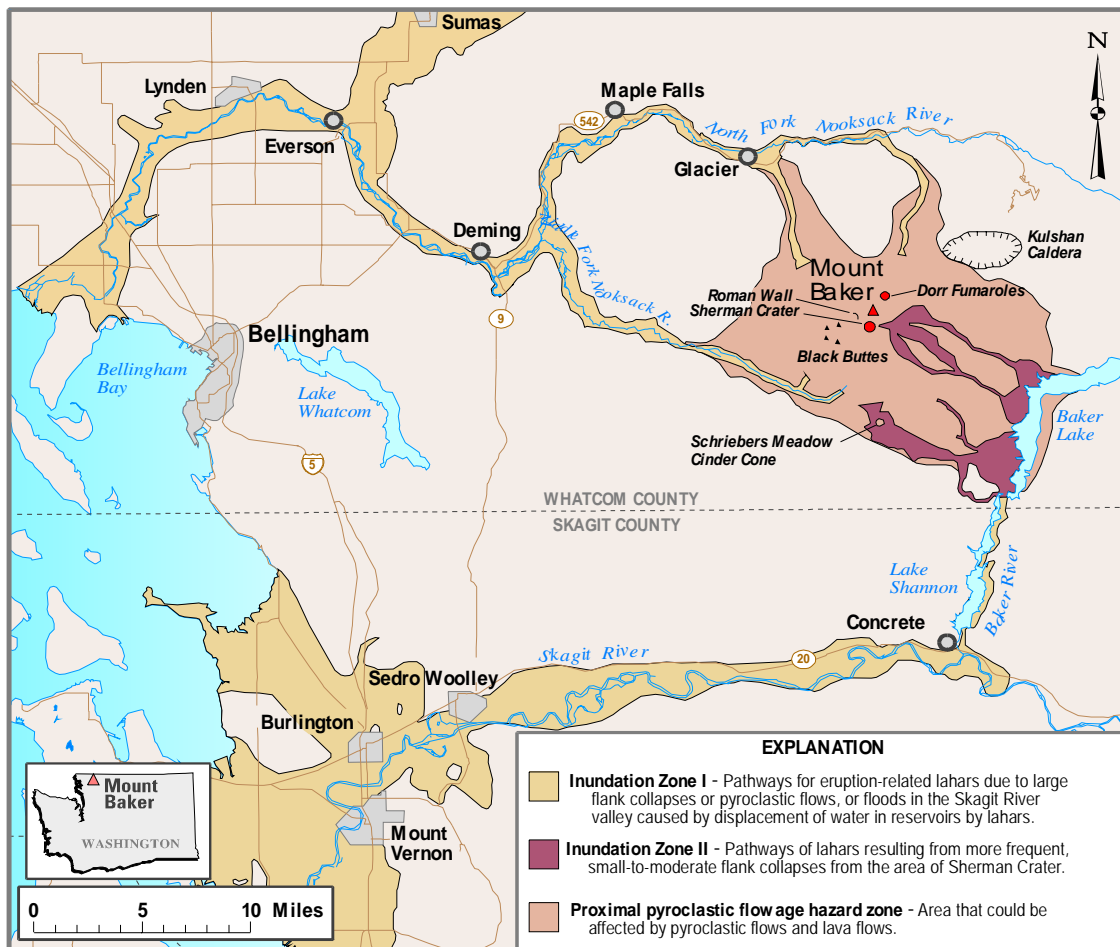 Sumas
N
Lynden
Maple Falls
542
North Fork Nooksack River
Everson
Glacier
Deming
Middle Fork Nooksack R.
Kulshan
Caldera
Mount
Baker
Dorr Fumaroles
Roman Wall
Sherman Crater
9
Bellingham
Black Buttes
Bellingham
Bay
Lake
Whatcom
Baker
Lake
Schriebers Meadow
Cinder Cone
5
WHATCOM COUNTY
SKAGIT COUNTY
Lake
Shannon
Baker River
Concrete
Skagit River
20
Sedro Woolley
Burlington
Mount
Vernon
EXPLANATION
Inundation Zone I - Pathways for eruption-related lahars due to large
flank collapses or pyroclastic flows, or floods in the Skagit River
valley caused by displacement of water in reservoirs by lahars.
Inundation Zone II - Pathways of lahars resulting from more frequent,
small-to-moderate flank collapses from the area of Sherman Crater.
Proximal pyroclastic flowage hazard zone - Area that could be
affected by pyroclastic flows and lava flows.
Mount
Baker
WASHINGTON
0 5 10 Miles